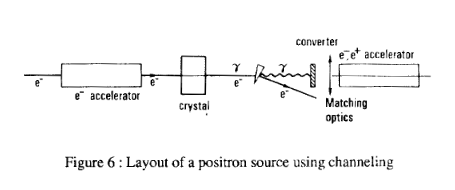 converter
e⁻,e⁺ accelerator
γ
γ
e⁻
e⁻ accelerator
e⁻
crystal
e⁻
e⁻
Matching
optics
Figure 6 : Layout of a positron source using channeling